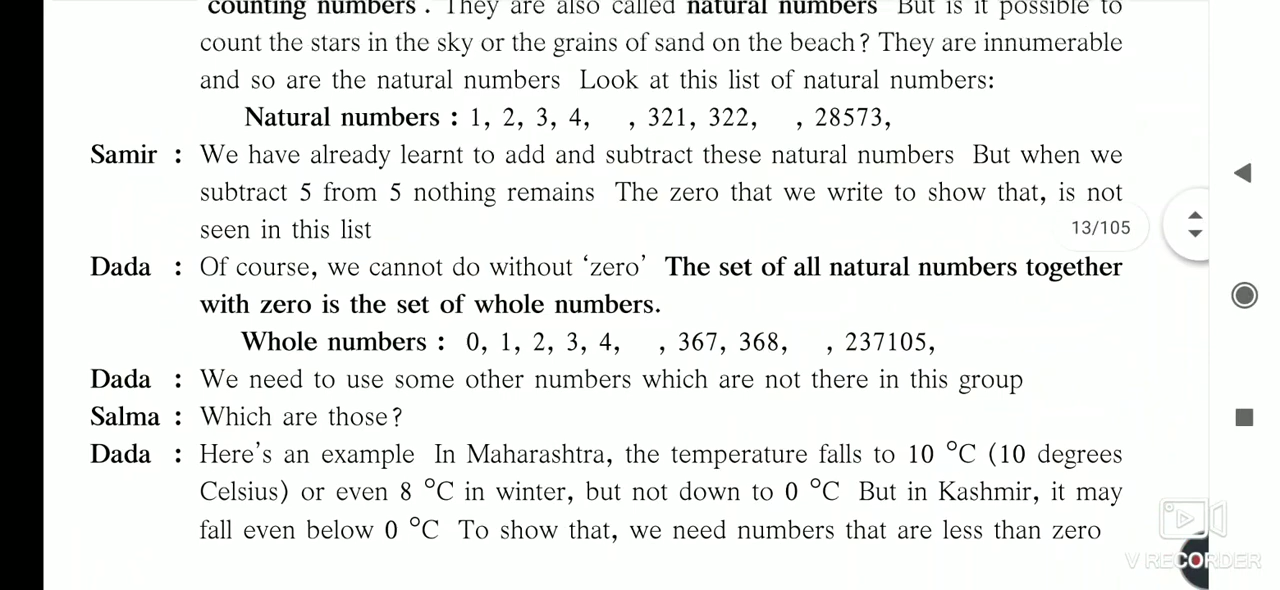 counting numbers . They are also called natural numbers But is it possible to
count the stars in the sky or the grains of sand on the beach? They are innumerable
and so are the natural numbers Look at this list of natural numbers:
Natural numbers : 1, 2, 3, 4, , 321, 322, , 28573,
Samir : We have already learnt to add and subtract these natural numbers But when we
subtract 5 from 5 nothing remains The zero that we write to show that, is not
seen in this list
13/105
Dada : Of course, we cannot do without ‘zero’ The set of all natural numbers together
with zero is the set of whole numbers.
Whole numbers : 0, 1, 2, 3, 4, , 367, 368, , 237105,
Dada : We need to use some other numbers which are not there in this group
Salma : Which are those?
Dada : Here’s an example In Maharashtra, the temperature falls to 10 °C (10 degrees
Celsius) or even 8 °C in winter, but not down to 0 °C But in Kashmir, it may
fall even below 0 °C To show that, we need numbers that are less than zero
V RECORDER